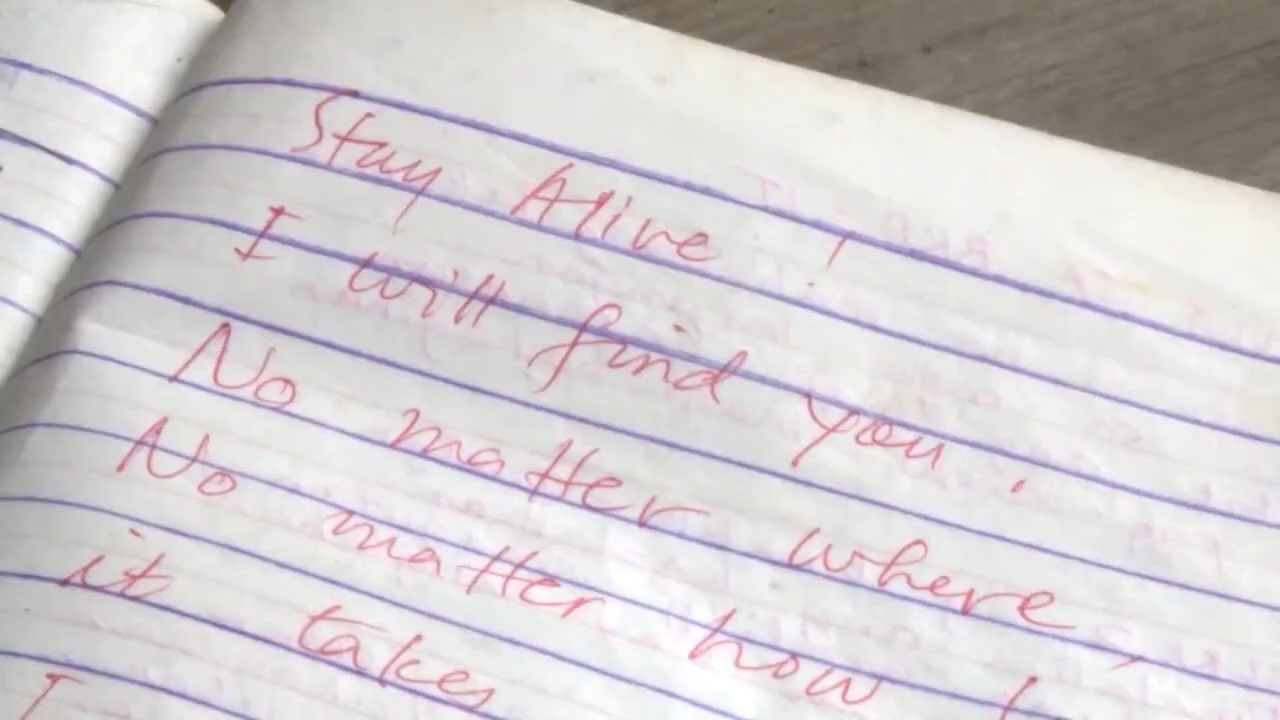 Stay Alive !
I will find you .
No matter where,
No matter how
it takes
I